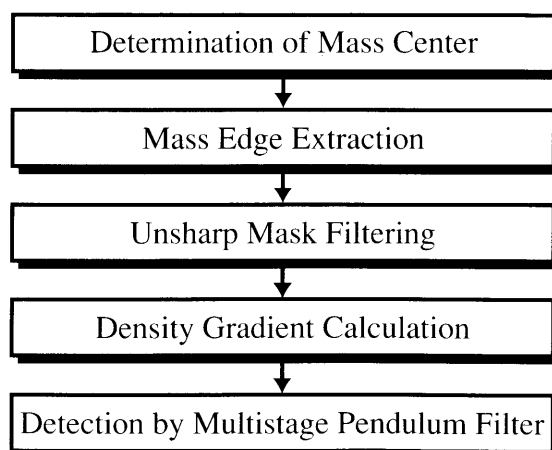 Determination of Mass Center
Mass Edge Extraction
Unsharp Mask Filtering
Density Gradient Calculation
Detection by Multistage Pendulum Filter